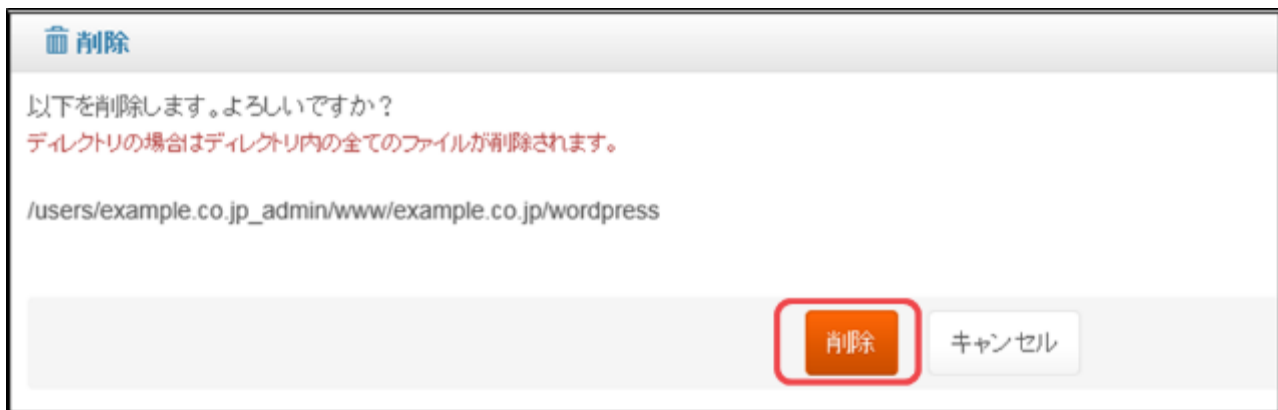 削除
以下を削除します。よろしいですか？
ディレクトリの場合はディレクトリ内の全てのファイルが削除されます。
/users/example.co.jp_admin/www/example.co.jp/wordpress
削除 キャンセル